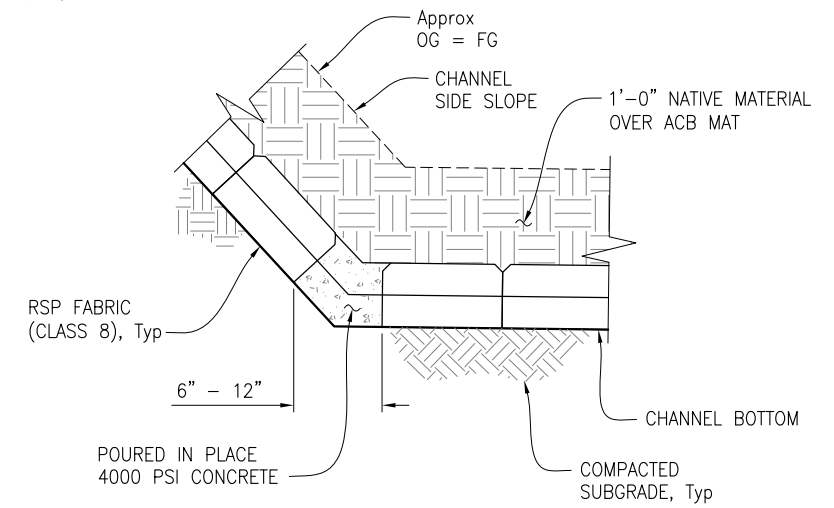 Approx
OG = FG
CHANNEL
SIDE SLOPE
1'-0" NATIVE MATERIAL
OVER ACB MAT
RSP FABRIC
(CLASS 8), Typ
6" - 12"
CHANNEL BOTTOM
POURED IN PLACE
4000 PSI CONCRETE
COMPACTED
SUBGRADE, Typ